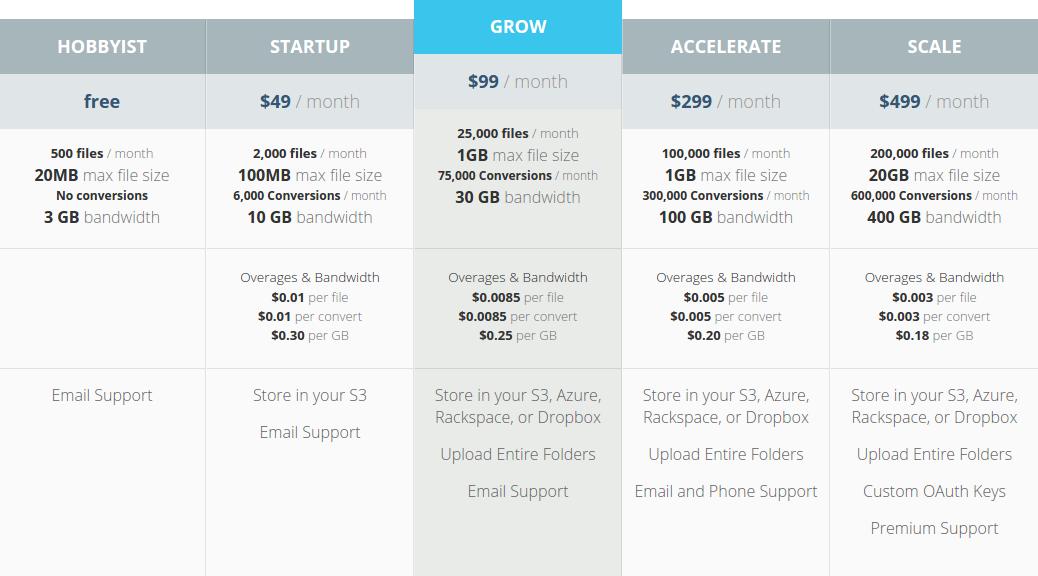 HOBBYIST
free
500 files / month
20MB max file size
No conversions
3 GB bandwidth
Email Support
STARTUP
$49 / month
2,000 files / month
100MB max file size
6,000 Conversions / month
10 GB bandwidth
Overages & Bandwidth
$0.01 per file
$0.01 per convert
$0.30 per GB
Store in your S3
Email Support
GROW
$99 / month
25,000 files / month
1GB max file size
75,000 Conversions / month
30 GB bandwidth
Overages & Bandwidth
$0.0085 per file
$0.0085 per convert
$0.25 per GB
Store in your S3, Azure,
Rackspace, or Dropbox
Upload Entire Folders
Email Support
ACCELERATE
$299 / month
100,000 files / month
1GB max file size
300,000 Conversions / month
100 GB bandwidth
Overages & Bandwidth
$0.005 per file
$0.005 per convert
$0.20 per GB
Store in your S3, Azure,
Rackspace, or Dropbox
Upload Entire Folders
Email and Phone Support
SCALE
$499 / month
200,000 files / month
20GB max file size
600,000 Conversions / month
400 GB bandwidth
Overages & Bandwidth
$0.003 per file
$0.003 per convert
$0.18 per GB
Store in your S3, Azure,
Rackspace, or Dropbox
Upload Entire Folders
Custom OAuth Keys
Premium Support